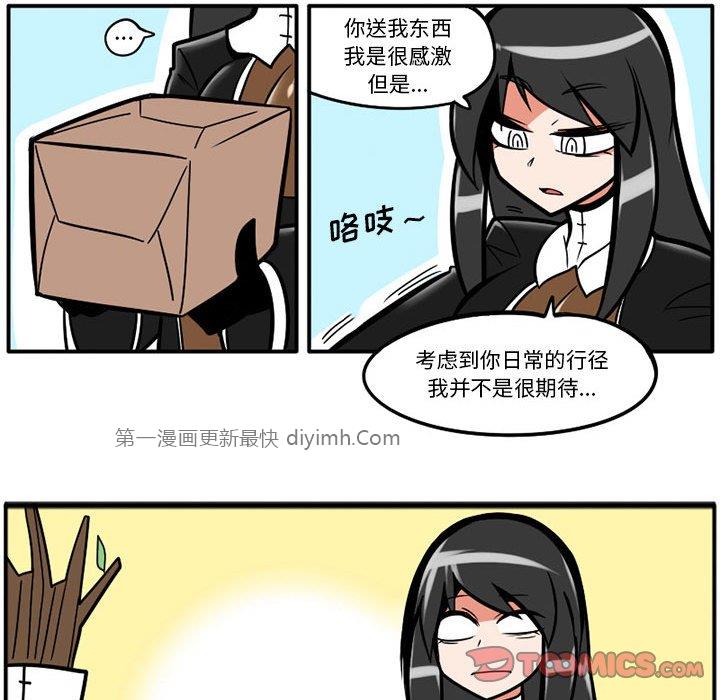 ...
你送我东西
我是很感激
但是...
咯吱～
考虑到你日常的行径
我并不是很期待...
第一漫画更新最快 diyimh.Com
TOOMICS.COM